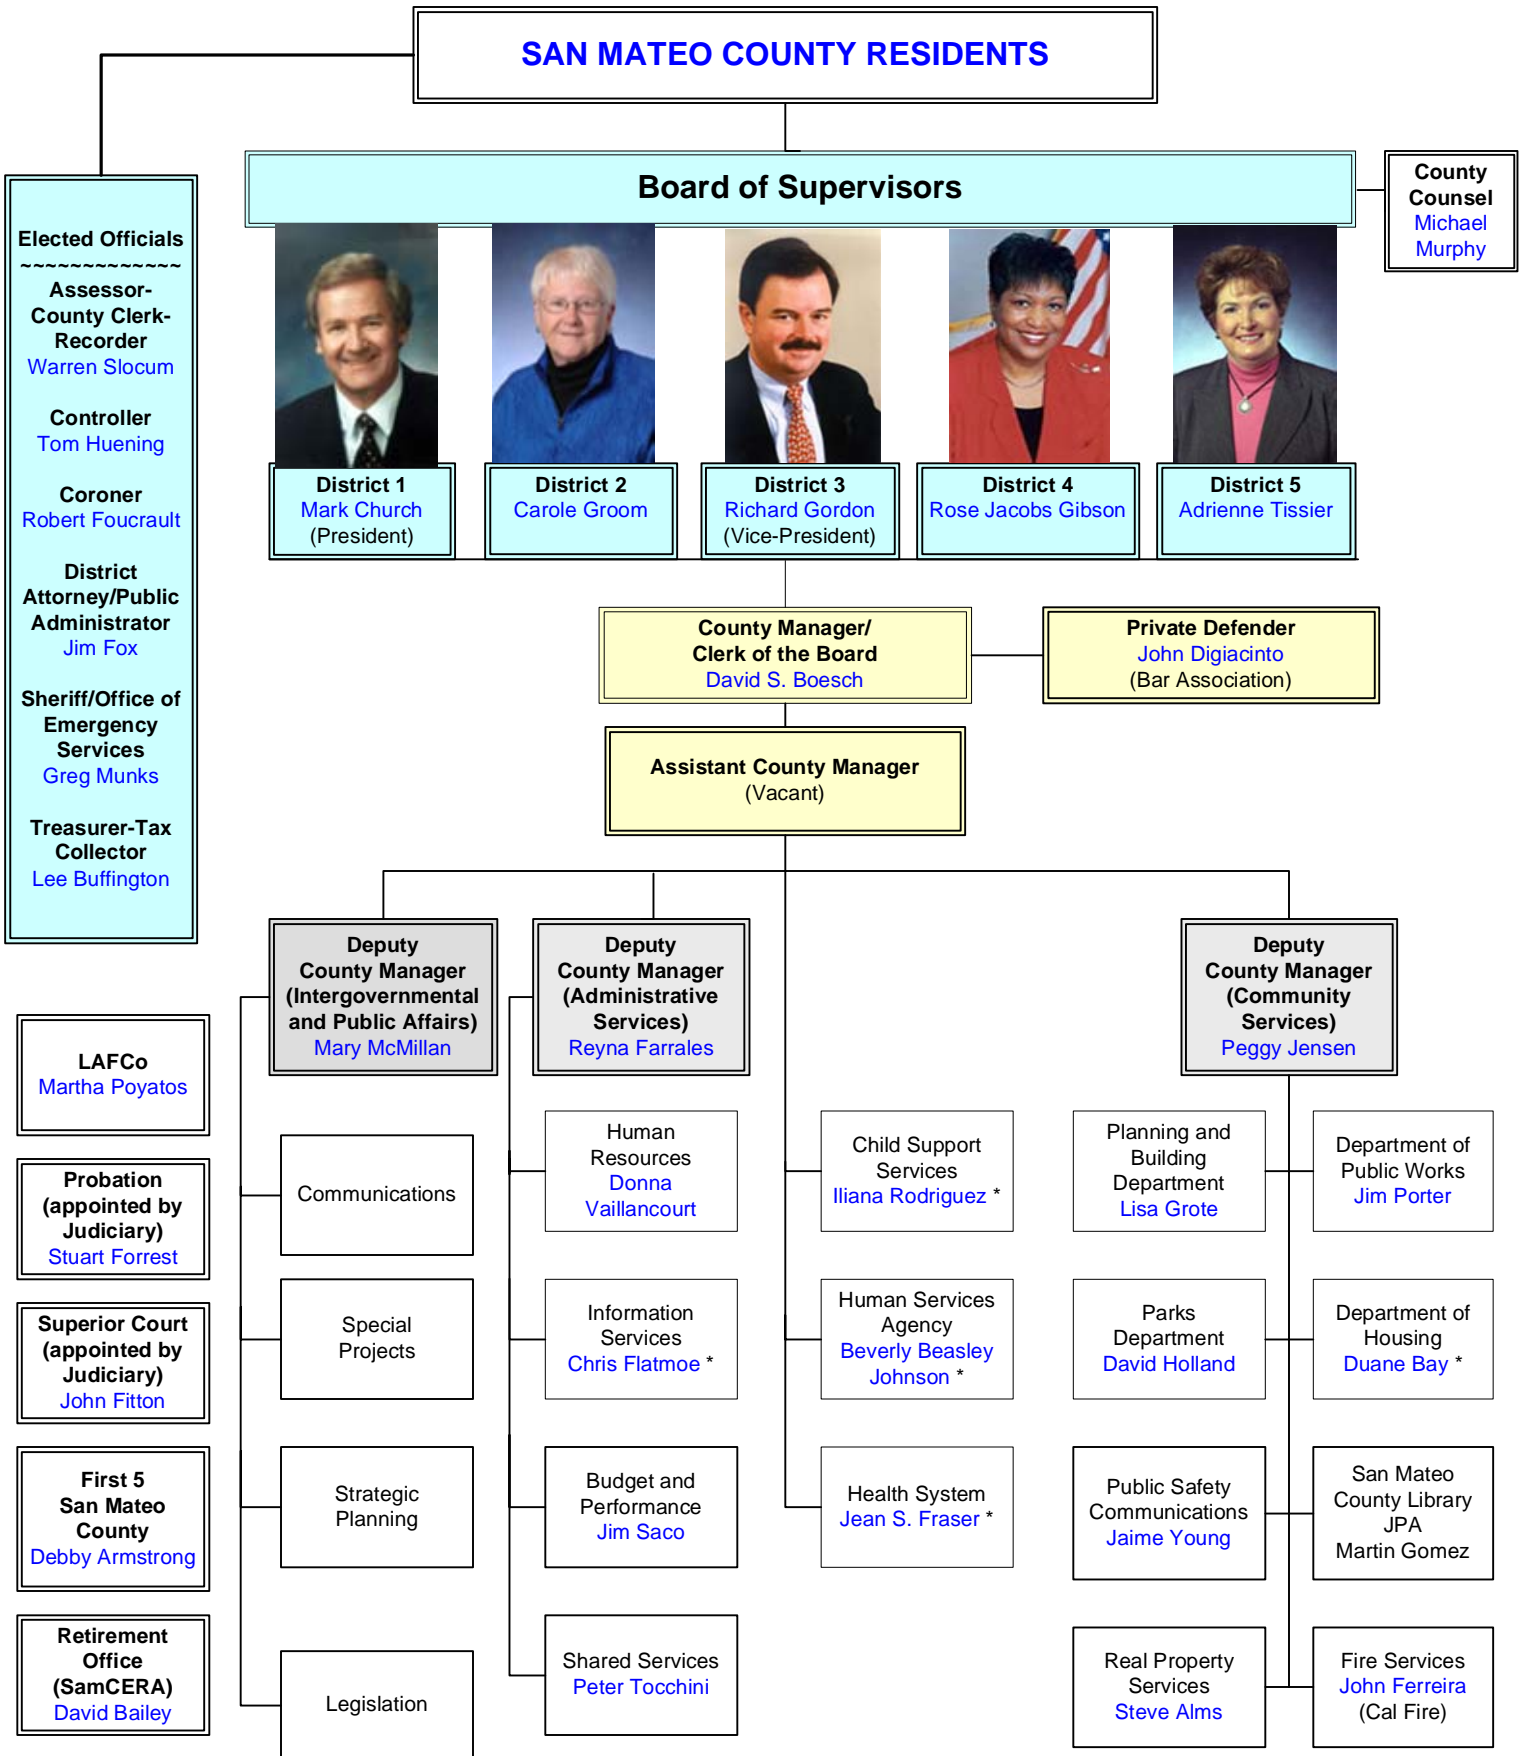 SAN MATEO COUNTY RESIDENTS
Board of Supervisors
County
Counsel
Michael
Murphy
Elected Officials
~~~~~~~~~~~~~
Assessor-
County Clerk-
Recorder
Warren Slocum
Controller
Tom Huening
Coroner
Robert Foucrault
District
Attorney/Public
Administrator
Jim Fox
Sheriff/Office of
Emergency
Services
Greg Munks
Treasurer-Tax
Collector
Lee Buffington
District 1
Mark Church
(President)
District 2
Carole Groom
District 3
Richard Gordon
(Vice-President)
District 4
Rose Jacobs Gibson
District 5
Adrienne Tissier
County Manager/
Clerk of the Board
David S. Boesch
Private Defender
John Digiacinto
(Bar Association)
Assistant County Manager
(Vacant)
Deputy
County Manager
(Intergovernmental
and Public Affairs)
Mary McMillan
Deputy
County Manager
(Administrative
Services)
Reyna Farrales
Deputy
County Manager
(Community
Services)
Peggy Jensen
LAFCo
Martha Poyatos
Probation
(appointed by
Judiciary)
Stuart Forrest
Superior Court
(appointed by
Judiciary)
John Fitton
First 5
San Mateo
County
Debby Armstrong
Retirement
Office
(SamCERA)
David Bailey
Communications
Special
Projects
Strategic
Planning
Legislation
Human
Resources
Donna
Vaillancourt
Information
Services
Chris Flatmoe *
Budget and
Performance
Jim Saco
Shared Services
Peter Tocchini
Child Support
Services
Iliana Rodriguez *
Human Services
Agency
Beverly Beasley
Johnson *
Health System
Jean S. Fraser *
Planning and
Building
Department
Lisa Grote
Parks
Department
David Holland
Public Safety
Communications
Jaime Young
Real Property
Services
Steve Alms
Department of
Public Works
Jim Porter
Department of
Housing
Duane Bay *
San Mateo
County Library
JPA
Martin Gomez
Fire Services
John Ferreira
(Cal Fire)